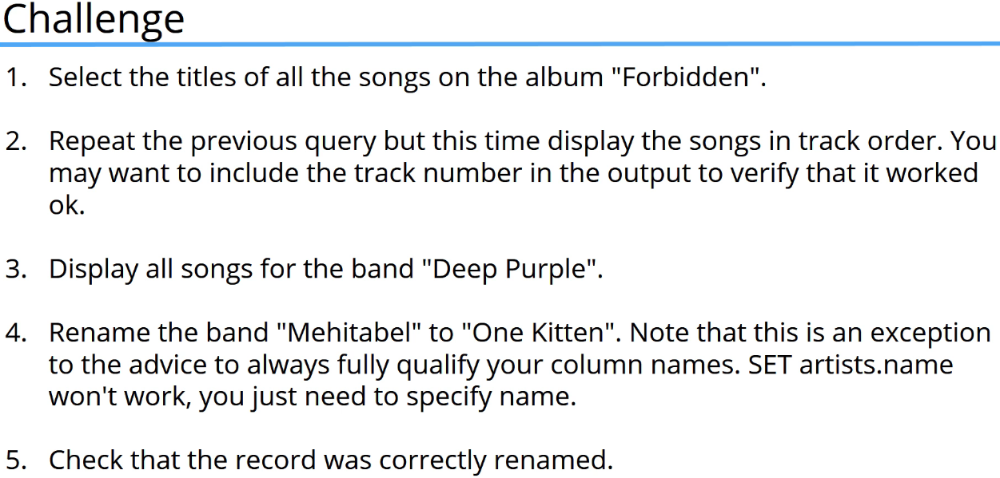 Challenge
1. Select the titles of all the songs on the album "Forbidden".
2. Repeat the previous query but this time display the songs in track order. You
may want to include the track number in the output to verify that it worked
ok.
3. Display all songs for the band "Deep Purple".
4. Rename the band "Mehitabel" to "One Kitten". Note that this is an exception
to the advice to always fully qualify your column names. SET artists.name
won't work, you just need to specify name.
5. Check that the record was correctly renamed.